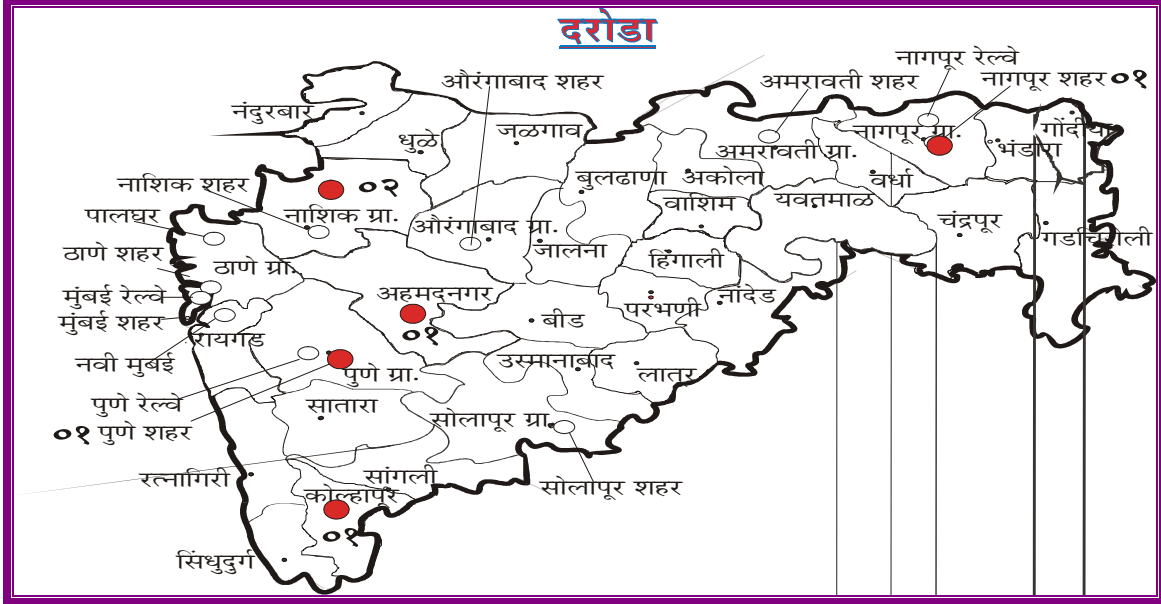 दरोडा
नागपूर रेल्वे
औरंगाबाद शहर
अमरावती शहर
नागपूर शहर ०१
नंदुरबार
धुळे
जळगाव
नागपूर ग्रा.
गोंदीया
भंडारा
अमरावती ग्रा.
नाशिक शहर
०२
बुलढाणा
अकोला
वर्धा
वाशिम
यवतमाळ
पालघर
नाशिक ग्रा.
औरंगाबाद ग्रा.
चंद्रपूर
गडचिरोली
ठाणे शहर
ठाणे ग्रा.
जालना
हिंगाली
मुंबई रेल्वे
अहमदनगर
नांदेड
परभणी
मुंबई शहर
०१
बीड
रायगड
नवी मुंबई
पुणे ग्रा.
उस्मानाबाद
लातूर
पुणे रेल्वे
सातारा
सोलापूर ग्रा.
०१ पुणे शहर
रत्नागिरी
सांगली
सोलापूर शहर
कोल्हापूर
०१
सिंधुदुर्ग